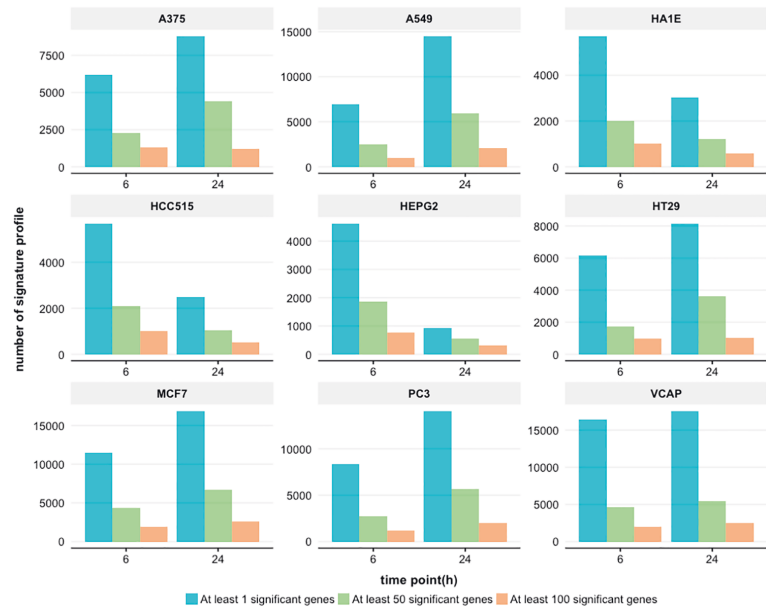 A375 A549 HA1E
7500 5000 2500 0
15000 10000 5000 0
4000 2000 0
6 24 6 24 6 24
number of signature profile
HCC515 HEPG2 HT29
4000 2000 0
4000 3000 2000 1000 0
8000 6000 4000 2000 0
6 24 6 24 6 24
MCF7 PC3 VCAP
15000 10000 5000 0
10000 5000 0
15000 10000 5000 0
6 24 6 24 6 24
time point(h)
At least 1 significant genes At least 50 significant genes At least 100 significant genes